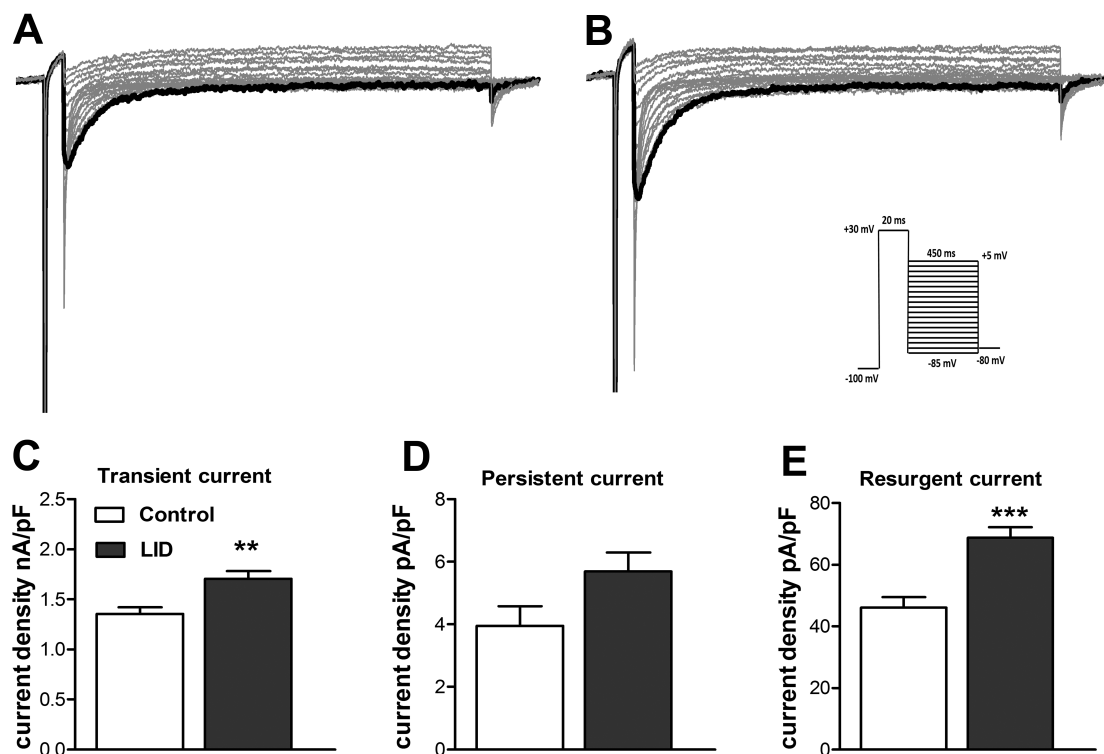 A
B
20 ms
+30 mV
450 ms
+5 mV
-85 mV
-80 mV
-100 mV
C
Transient current
current density nA/pF
2.5
2.0
1.5
1.0
0.5
0.0
Control
LID
**
D
Persistent current
current density pA/pF
8
6
4
2
0
E
Resurgent current
current density pA/pF
80
60
40
20
0
***